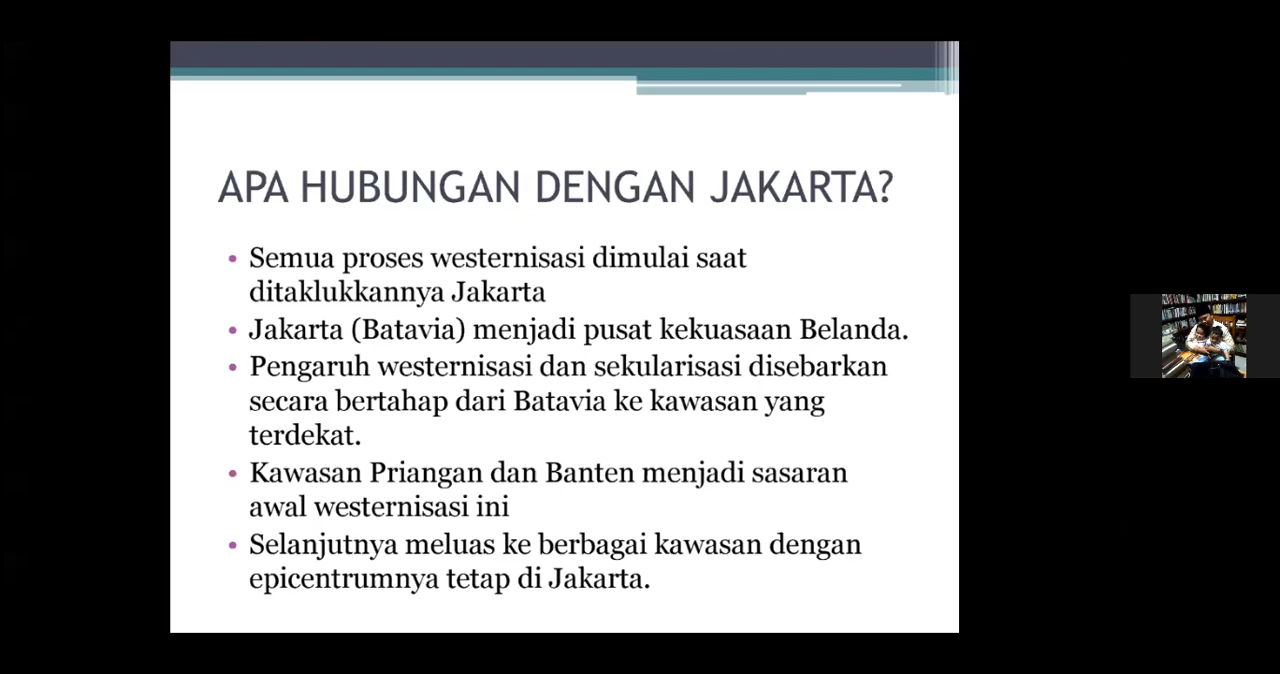 APA HUBUNGAN DENGAN JAKARTA?
• Semua proses westernisasi dimulai saat
ditaklukkannya Jakarta
• Jakarta (Batavia) menjadi pusat kekuasaan Belanda.
• Pengaruh westernisasi dan sekularisasi disebarkan
secara bertahap dari Batavia ke kawasan yang
terdekat.
• Kawasan Priangan dan Banten menjadi sasaran
awal westernisasi ini
• Selanjutnya meluas ke berbagai kawasan dengan
epicentrumnya tetap di Jakarta.